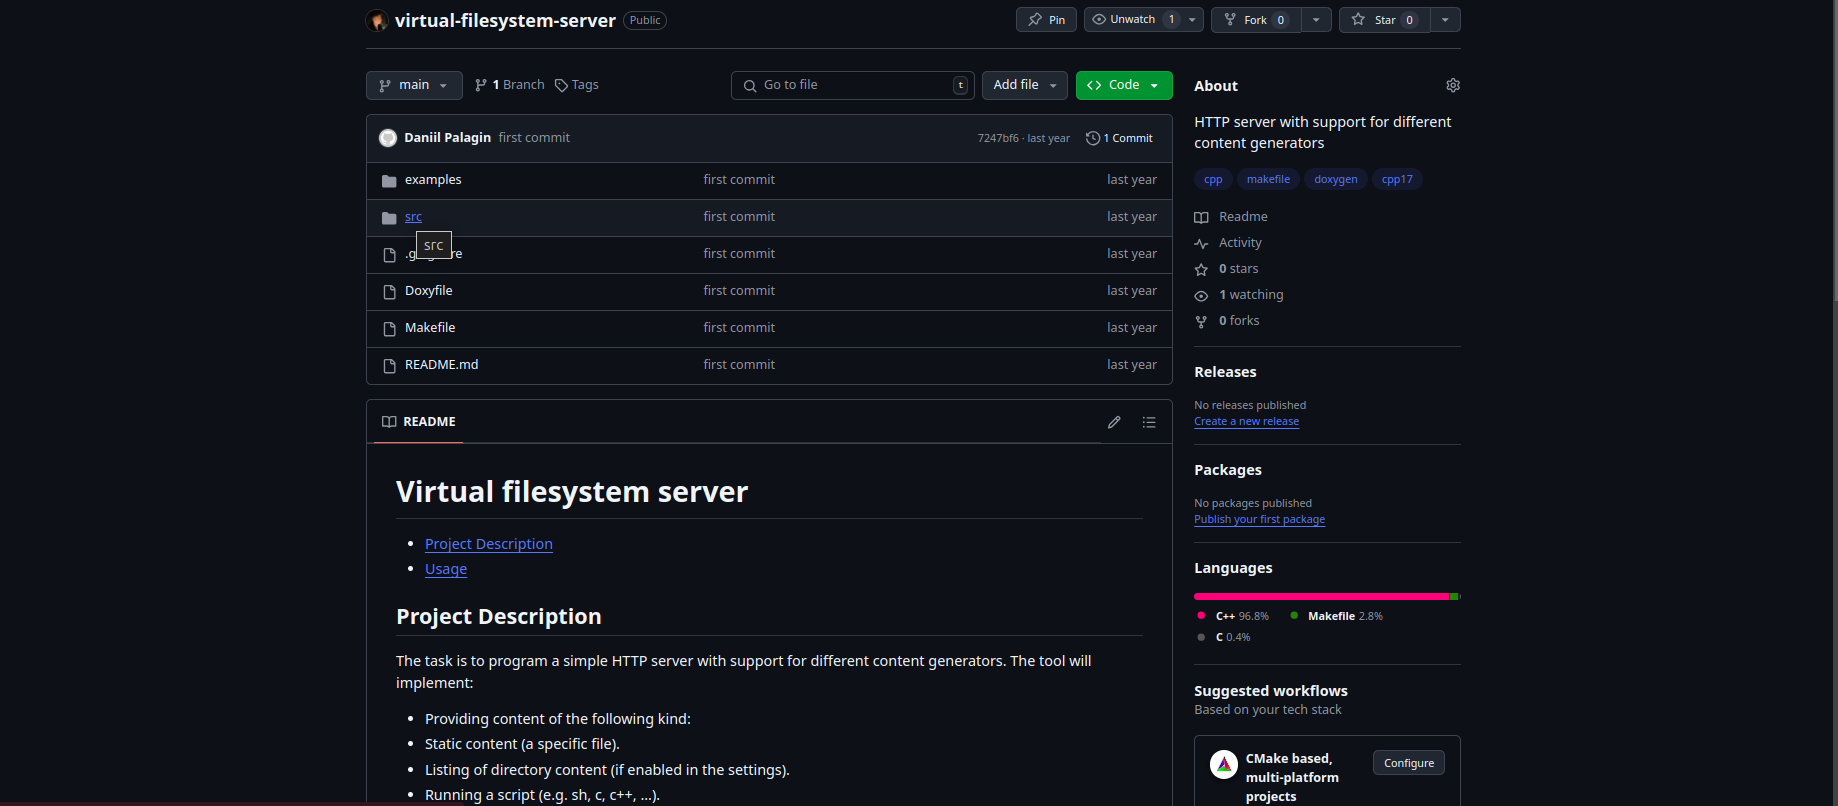 virtual-filesystem-server Public
Pin Unwatch 1 Fork 0 Star 0
main 1 Branch Tags Go to file t Add file Code
Daniil Palagin first commit 7247bf6 · last year 1 Commit
examples first commit last year
src first commit last year
src
first commit last year
Doxyfile first commit last year
Makefile first commit last year
README.md first commit last year
README
Virtual filesystem server
Project Description
Usage
Project Description
The task is to program a simple HTTP server with support for different content generators. The tool will
implement:
Providing content of the following kind:
Static content (a specific file).
Listing of directory content (if enabled in the settings).
Running a script (e.g. sh, c, c++, ...).
About
HTTP server with support for different
content generators
cpp makefile doxygen cpp17
Readme
Activity
0 stars
1 watching
0 forks
Releases
No releases published
Create a new release
Packages
No packages published
Publish your first package
Languages
C++ 96.8% Makefile 2.8%
C 0.4%
Suggested workflows
Based on your tech stack
CMake based,
multi-platform
projects
Configure